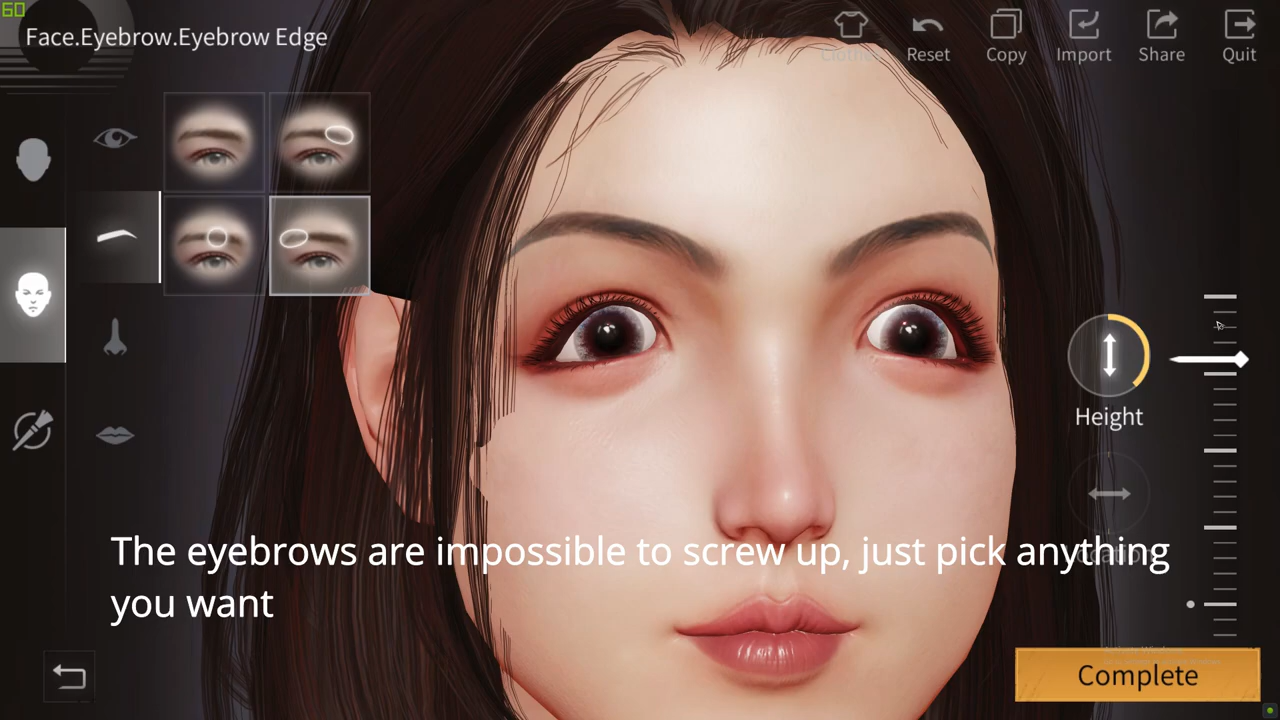 60
Face.Eyebrow.Eyebrow Edge
Clothes
Reset
Copy
Import
Share
Quit
Height
The eyebrows are impossible to screw up, just pick anything
you want
Complete